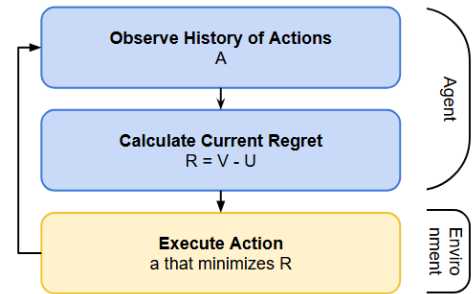 Observe History of Actions
A
Calculate Current Regret
R = V - U
Execute Action
a that minimizes R
Agent
Enviro
nment